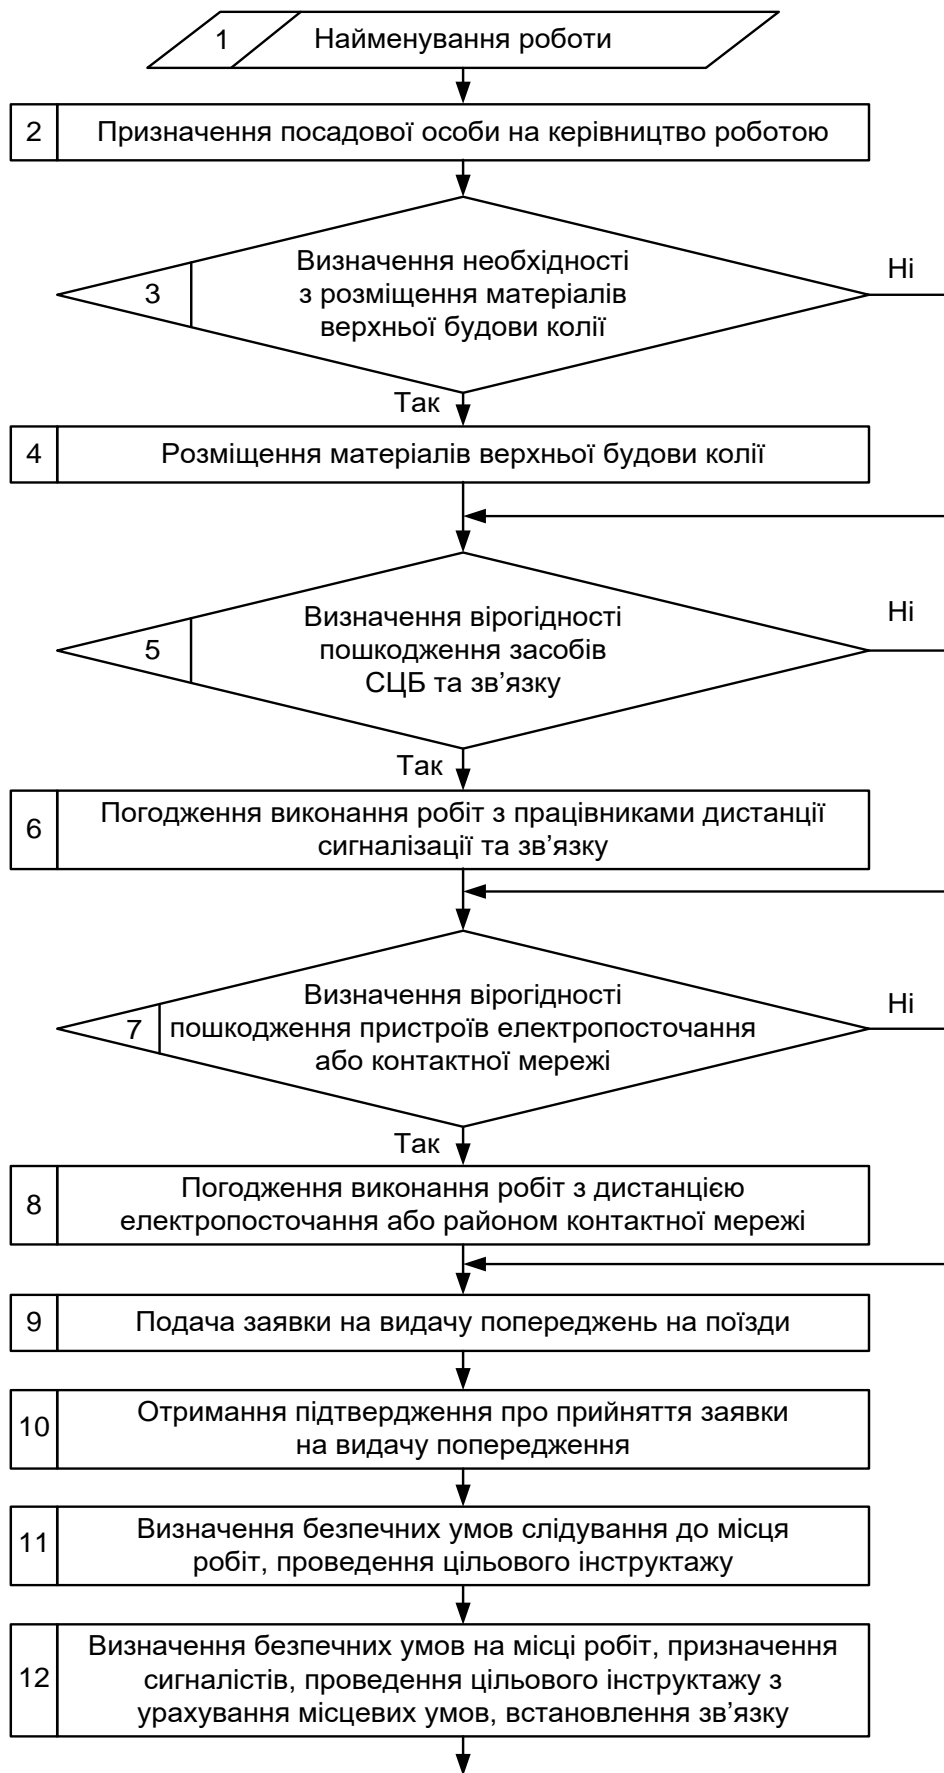 1
Найменування роботи
2
Призначення посадової особи на керівництво роботою
3
Визначення необхідності
з розміщення матеріалів
верхньої будови колії
Ні
Так
4
Розміщення матеріалів верхньої будови колії
5
Визначення вірогідності
пошкодження засобів
СЦБ та зв’язку
Ні
Так
6
Погодження виконання робіт з працівниками дистанції
сигналізації та зв’язку
7
Визначення вірогідності
пошкодження пристроїв електропосточання
або контактної мережі
Ні
Так
8
Погодження виконання робіт з дистанцією
електропосточання або районом контактної мережі
9
Подача заявки на видачу попереджень на поїзди
10
Отримання підтвердження про прийняття заявки
на видачу попередження
11
Визначення безпечних умов слідування до місця
робіт, проведення цільового інструктажу
12
Визначення безпечних умов на місці робіт, призначення
сигналістів, проведення цільового інструктажу з
урахування місцевих умов, встановлення зв’язку